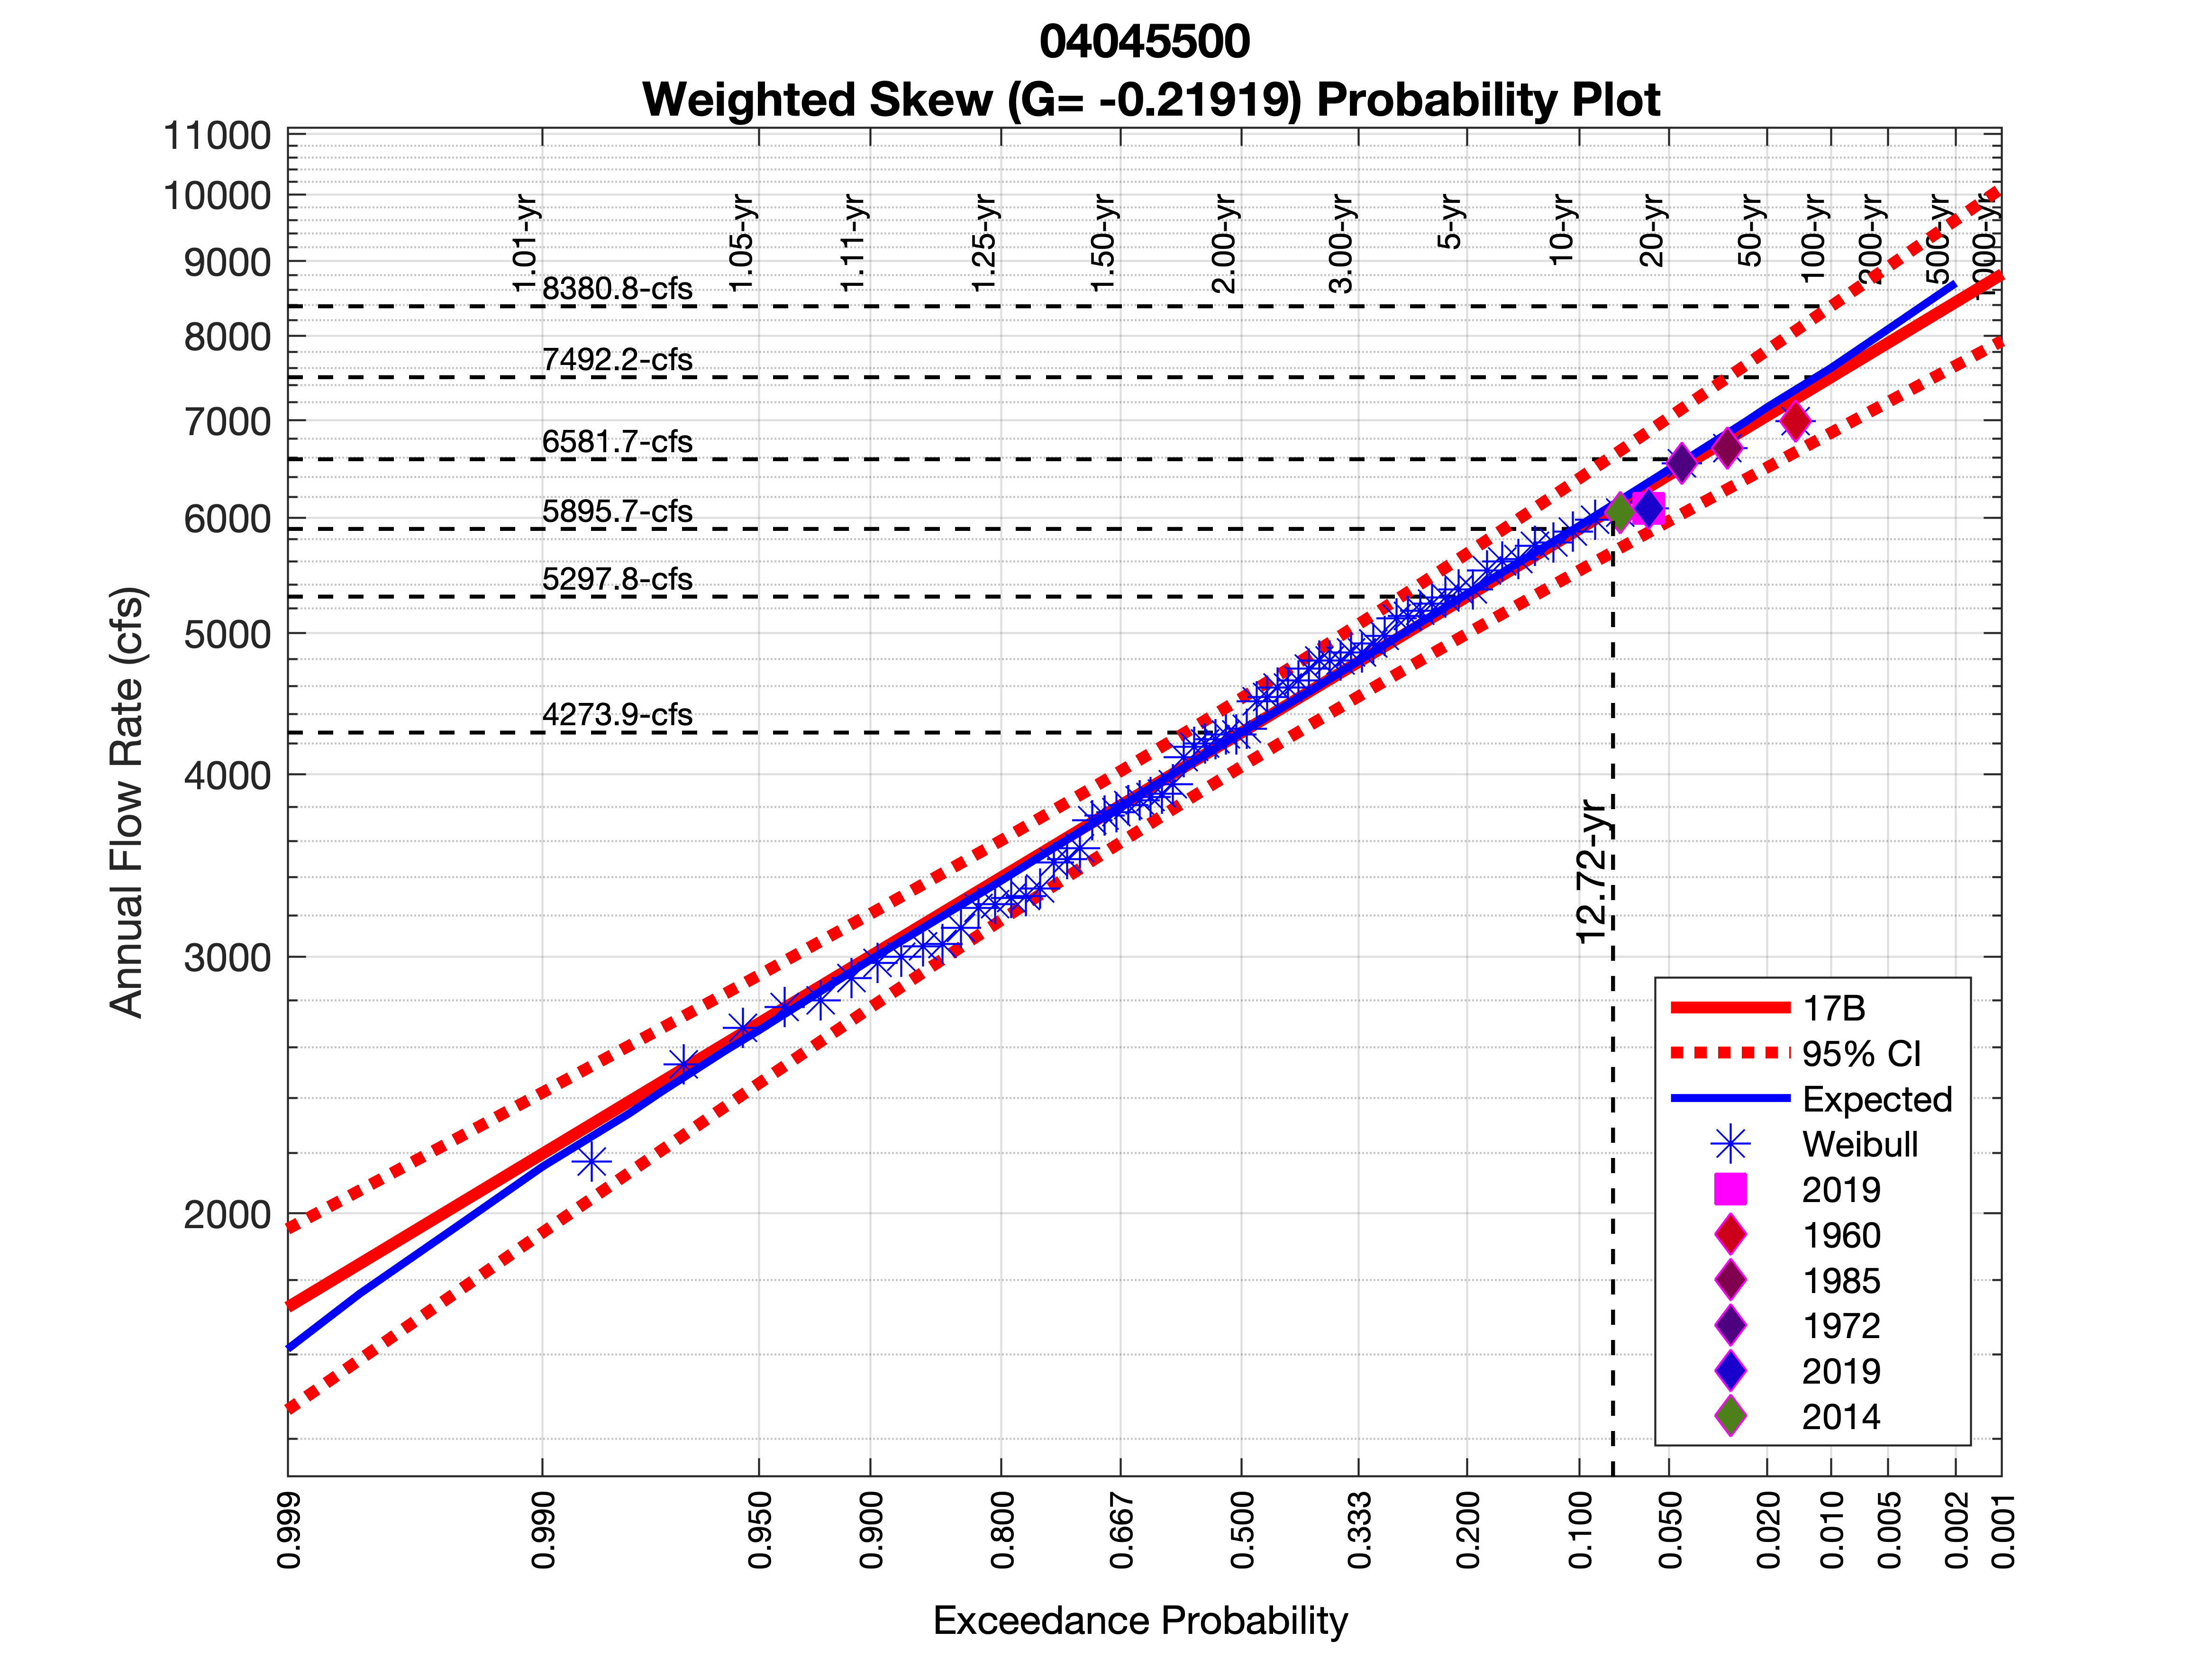 04045500
Weighted Skew (G= -0.21919) Probability Plot
11000
10000
9000
8000
7000
6000
5000
4000
3000
2000
Annual Flow Rate (cfs)
1.01-yr
1.05-yr
1.11-yr
1.25-yr
1.50-yr
2.00-yr
3.00-yr
5-yr
10-yr
20-yr
50-yr
100-yr
200-yr
500-yr
1000-yr
8380.8-cfs
7492.2-cfs
6581.7-cfs
5895.7-cfs
5297.8-cfs
4273.9-cfs
12.72-yr
17B
95% CI
Expected
Weibull
2019
1960
1985
1972
2019
2014
0.999
0.990
0.950
0.900
0.800
0.667
0.500
0.333
0.200
0.100
0.050
0.020
0.010
0.005
0.002
0.001
Exceedance Probability